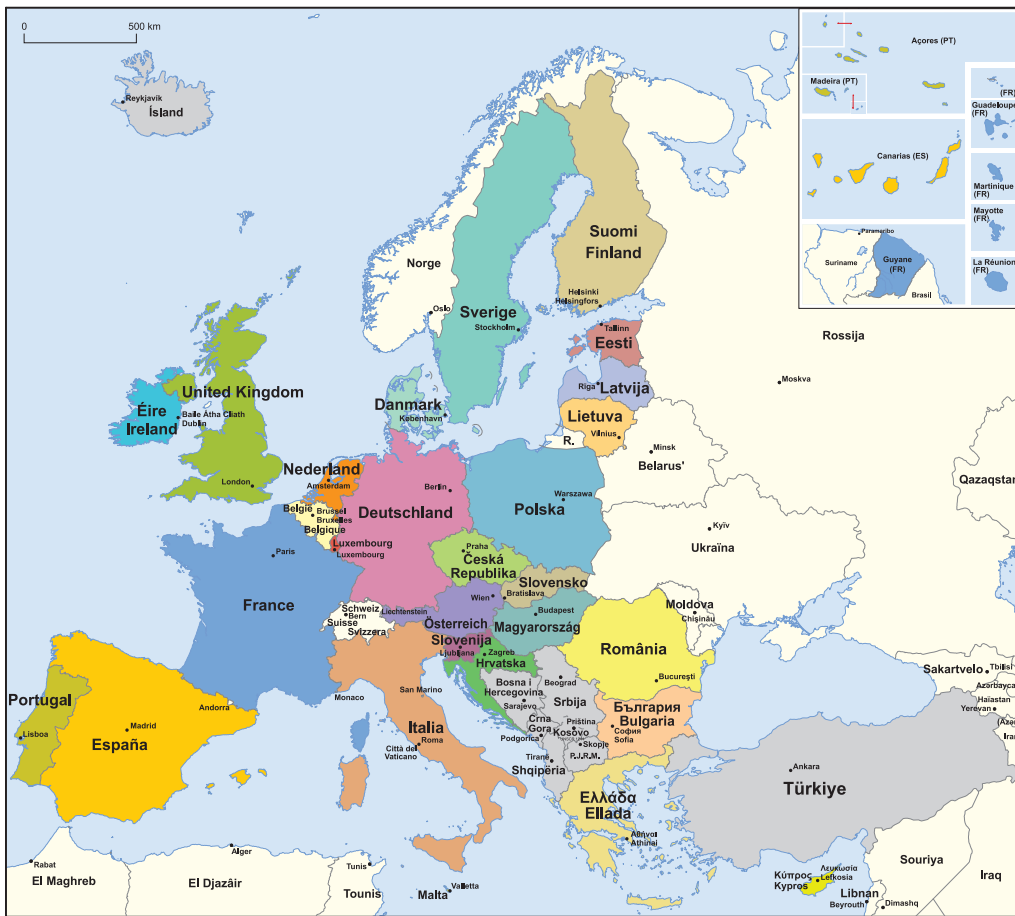 0 500 km
Reykjavík
Ísland
Açores (PT)
Madeira (PT)
(FR)
Guadeloupe
(FR)
Canarias (ES)
Martinique
(FR)
Mayotte
(FR)
Paramaribo
Suriname
Guyane
(FR)
Brasil
La Réunion
(FR)
Norge
Oslo
Suomi
Finland
Helsinki
Helsingfors
Sverige
Stockholm
Tallinn
Eesti
Rossija
Moskva
Riga
Latvija
Lietuva
Vilnius
R.
Minsk
Belarus'
Danmark
København
United Kingdom
London
Éire
Ireland
Baile Átha Cliath
Dublin
Nederland
Amsterdam
België
Brussel
Bruxelles
Belgique
Luxembourg
Luxembourg
Berlin
Deutschland
Warszawa
Polska
Qazaqstan
Kyïv
Ukraïna
Paris
France
Praha
Česká
Republika
Slovensko
Bratislava
Wien
Österreich
Liechtenstein
Schweiz
Bern
Suisse
Svizzera
Budapest
Magyarország
Moldova
Chișinău
România
București
Slovenija
Ljubljana
Zagreb
Hrvatska
Bosna i
Hercegovina
Sarajevo
Beograd
Srbija
Crna
Gora
Podgorica
Priština
Kosovo
Skopje
P.J.R.M.
Tiranë
Shqipëria
България
Bulgaria
София
Sofia
Sakartvelo
Tbilisi
Azərbaycan
Haïastan
Yerevan
(Azər
Iran
Portugal
Lisboa
Madrid
España
Andorra
Monaco
San Marino
Italia
Roma
Città del
Vaticano
Ankara
Türkiye
Ελλάδα
Ellada
Αθήνα
Athinai
Κύπρος
Kypros
Λευκωσία
Lefkosia
Souriya
Iraq
Libnan
Beyrouth
Dimashq
Rabat
El Maghreb
Alger
El Djazâir
Tunis
Tounis
Malta
Valletta